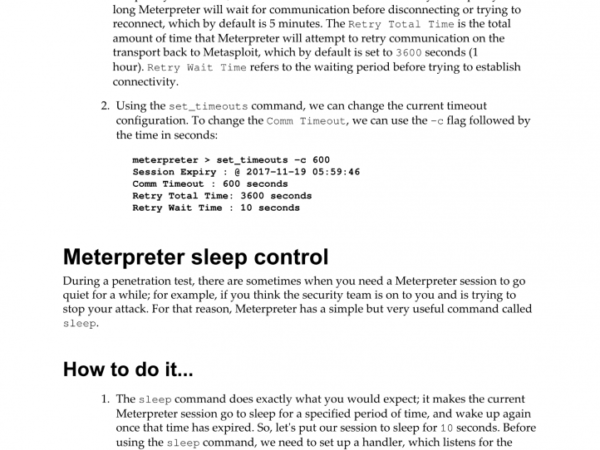 long Meterpreter will wait for communication before disconnecting or trying to
reconnect, which by default is 5 minutes. The Retry Total Time is the total
amount of time that Meterpreter will attempt to retry communication on the
transport back to Metasploit, which by default is set to 3600 seconds (1
hour). Retry Wait Time refers to the waiting period before trying to establish
connectivity.
2. Using the set_timeouts command, we can change the current timeout
configuration. To change the Comm Timeout, we can use the -c flag followed by
the time in seconds:
meterpreter > set_timeouts -c 600
Session Expiry : @ 2017-11-19 05:59:46
Comm Timeout : 600 seconds
Retry Total Time: 3600 seconds
Retry Wait Time : 10 seconds
Meterpreter sleep control
During a penetration test, there are sometimes when you need a Meterpreter session to go
quiet for a while; for example, if you think the security team is on to you and is trying to
stop your attack. For that reason, Meterpreter has a simple but very useful command called
sleep.
How to do it...
1. The sleep command does exactly what you would expect; it makes the current
Meterpreter session go to sleep for a specified period of time, and wake up again
once that time has expired. So, let's put our session to sleep for 10 seconds. Before
using the sleep command, we need to set up a handler, which listens for the